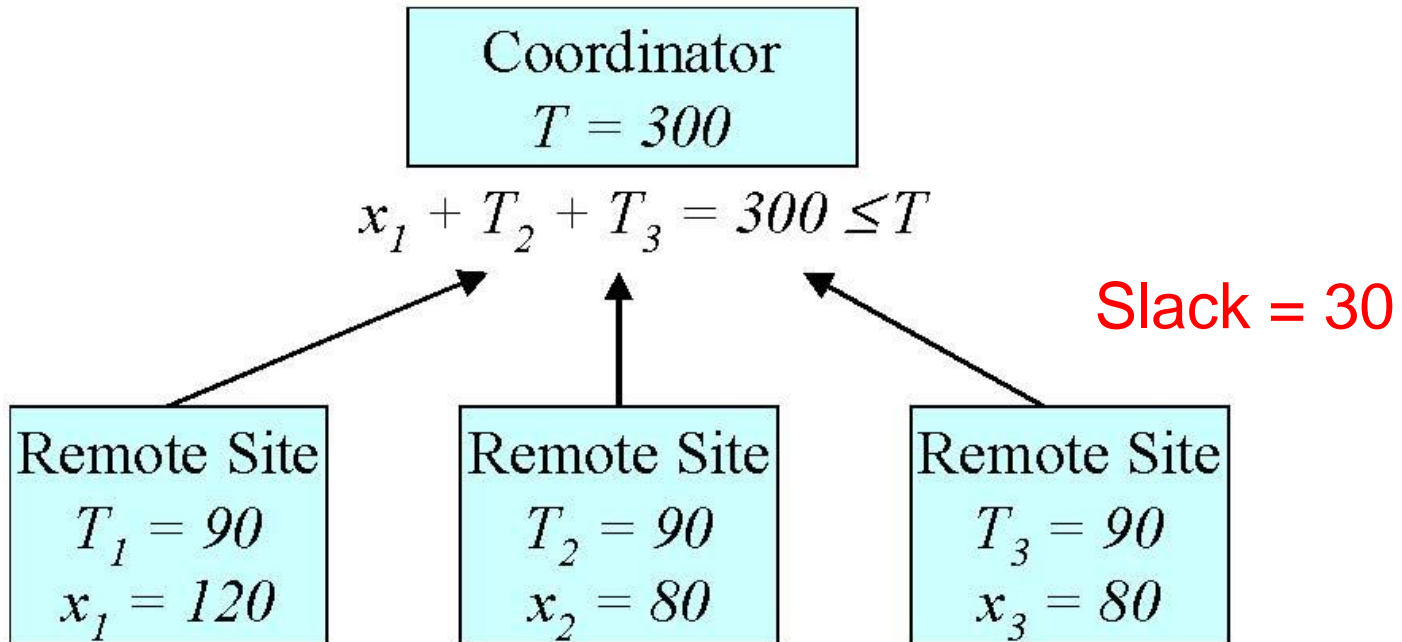 Coordinator
T = 300
x₁ + T₂ + T₃ = 300 ≤T
Slack = 30
Remote Site
T₁ = 90
x₁ = 120
Remote Site
T₂ = 90
x₂ = 80
Remote Site
T₃ = 90
x₃ = 80